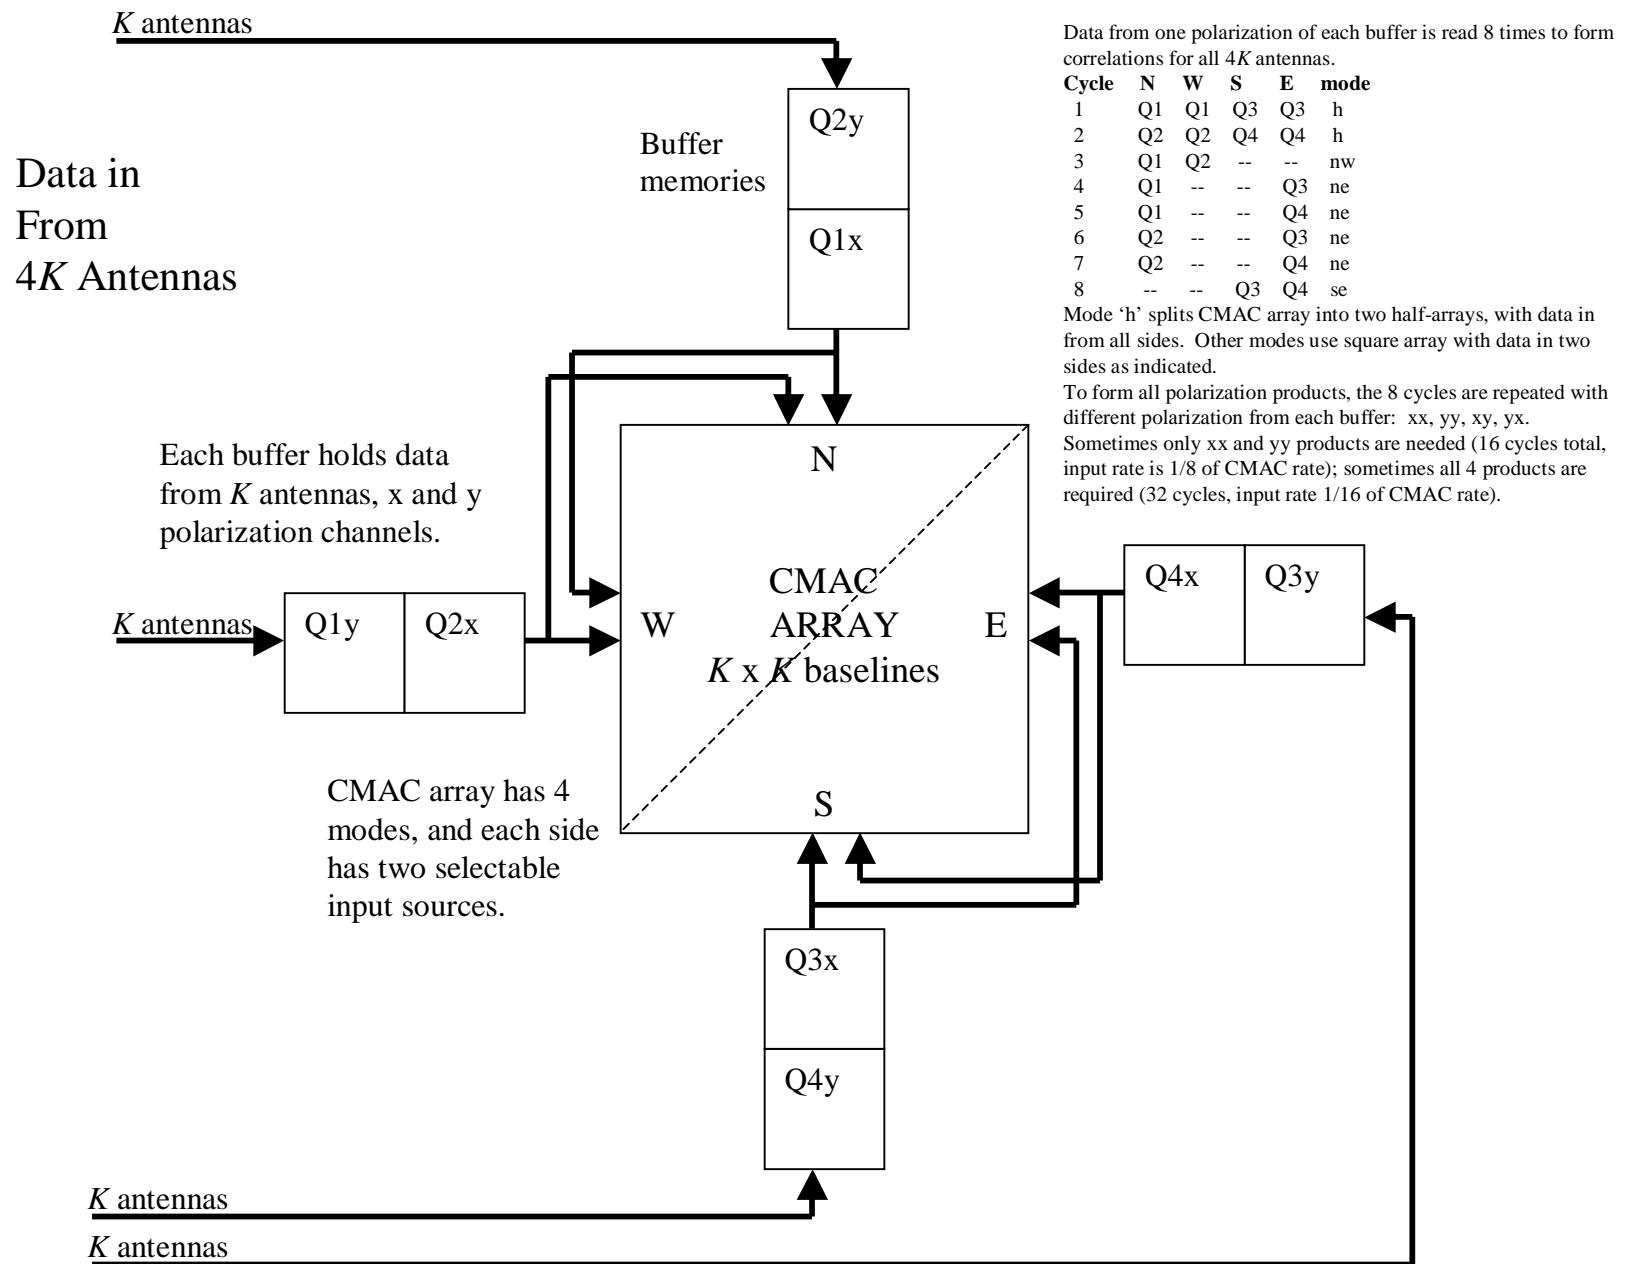 K antennas
Data in
From
4K Antennas
Buffer
memories
Q2y
Q1x
Data from one polarization of each buffer is read 8 times to form
correlations for all 4K antennas.
Cycle N W S E mode
1 Q1 Q1 Q3 Q3 h
2 Q2 Q2 Q4 Q4 h
3 Q1 Q2 -- -- nw
4 Q1 -- -- Q3 ne
5 Q1 -- -- Q4 ne
6 Q2 -- -- Q3 ne
7 Q2 -- -- Q4 ne
8 -- -- Q3 Q4 se
Mode ‘h’ splits CMAC array into two half-arrays, with data in
from all sides. Other modes use square array with data in two
sides as indicated.
To form all polarization products, the 8 cycles are repeated with
different polarization from each buffer: xx, yy, xy, yx.
Sometimes only xx and yy products are needed (16 cycles total,
input rate is 1/8 of CMAC rate); sometimes all 4 products are
required (32 cycles, input rate 1/16 of CMAC rate).
Each buffer holds data
from K antennas, x and y
polarization channels.
K antennas
Q1y Q2x
N
W
CMAC
ARRAY
K x K baselines
E
S
Q4x Q3y
CMAC array has 4
modes, and each side
has two selectable
input sources.
Q3x
Q4y
K antennas
K antennas